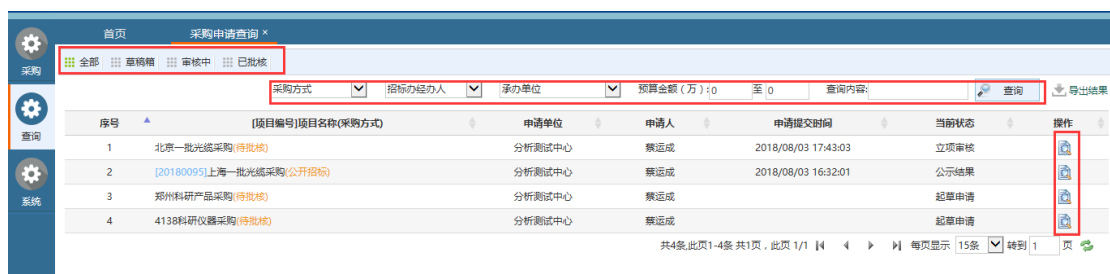 首页 采购申请查询 ×
采购
全部 草稿箱 审核中 已批核
采购方式 招标办经办人 承办单位 预算金额（万）: 0 至 0 查询内容: 查询 导出结果
查询
序号 [项目编号]项目名称(采购方式) 申请单位 申请人 申请提交时间 当前状态 操作
1 北京一批光缆采购(待批核) 分析测试中心 蔡运成 2018/08/03 17:43:03 立项审核
2 [20180095]上海一批光缆采购(公开招标) 分析测试中心 蔡运成 2018/08/03 16:32:01 公示结果
系统
3 郑州科研产品采购(待批核) 分析测试中心 蔡运成 起草申请
4 4138科研仪器采购(待批核) 分析测试中心 蔡运成 起草申请
共4条,此页1-4条 共1页，此页 1/1 每页显示 15条 转到 1 页